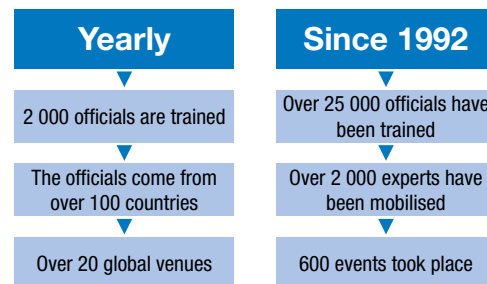 Yearly
2 000 officials are trained
The officials come from
over 100 countries
Over 20 global venues
Since 1992
Over 25 000 officials have
been trained
Over 2 000 experts have
been mobilised
600 events took place